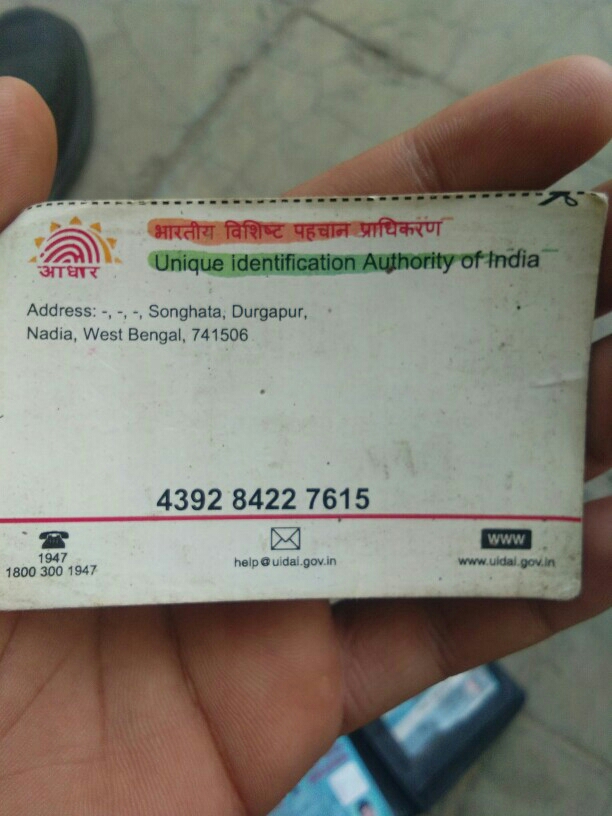 भारतीय विशिष्ट पहचान प्राधिकरण
Unique Identification Authority of India
आधार
Address: -, -, -, Songhata, Durgapur,
Nadia, West Bengal, 741506
4392 8422 7615
1947
1800 300 1947
help@uidai.gov.in
WWW
www.uidai.gov.in